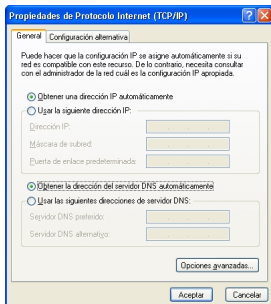 Propiedades de Protocolo Internet (TCP/IP)
General
Configuración alternativa
Puede hacer que la configuración IP se asigne automáticamente si su
red es compatible con este recurso. De lo contrario, necesita consultar
con el administrador de la red cuál es la configuración IP apropiada.
Obtener una dirección IP automáticamente
Usar la siguiente dirección IP:
Dirección IP:
Máscara de subred:
Puerta de enlace predeterminada:
Obtener la dirección del servidor DNS automáticamente
Usar las siguientes direcciones de servidor DNS:
Servidor DNS preferido:
Servidor DNS alternativo:
Opciones avanzadas...
Aceptar
Cancelar